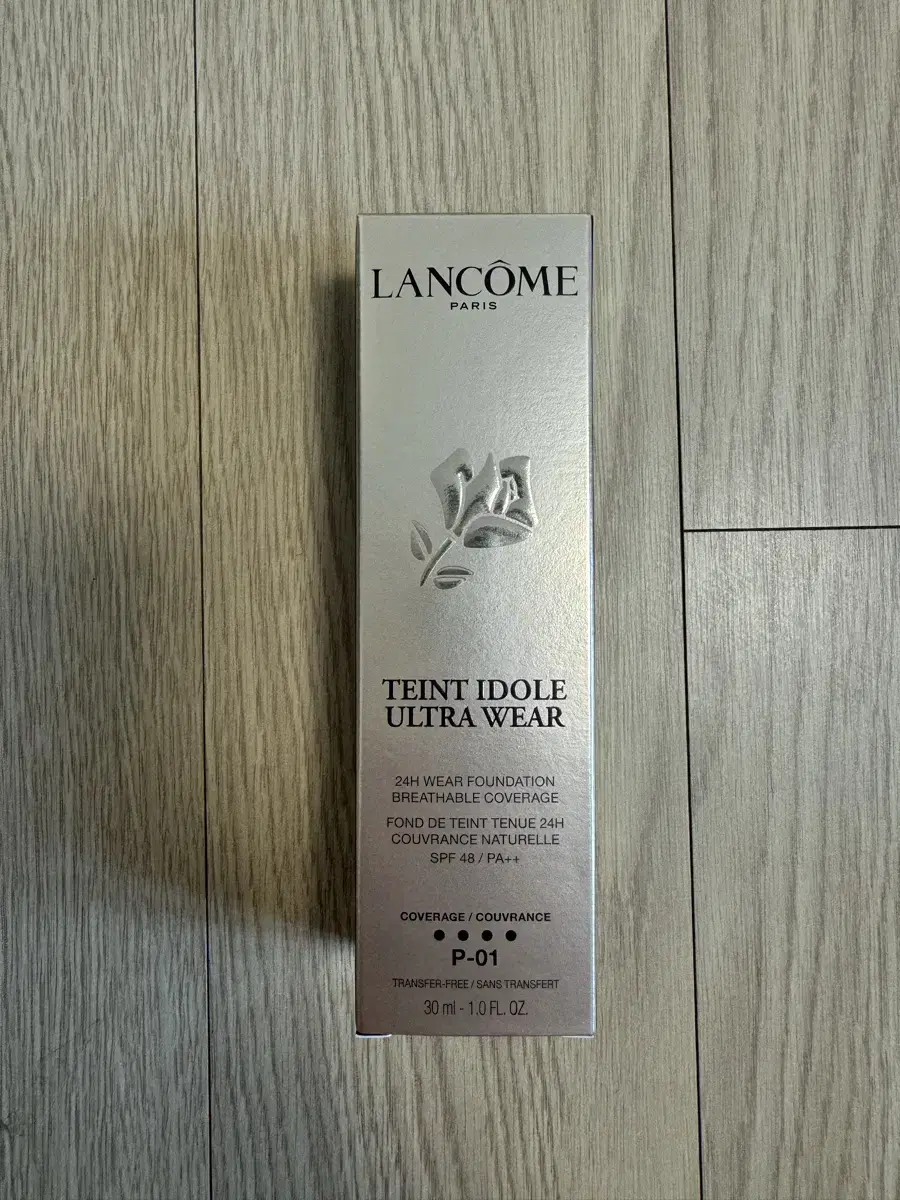 LANCÔME
PARIS
TEINT IDOLE
ULTRA WEAR
24H WEAR FOUNDATION
BREATHABLE COVERAGE
FOND DE TEINT TENUE 24H
COUVRANCE NATURELLE
SPF 48 / PA++
COVERAGE / COUVRANCE
P-01
TRANSFER-FREE / SANS TRANSFERT
30 ml - 1.0 FL. OZ.